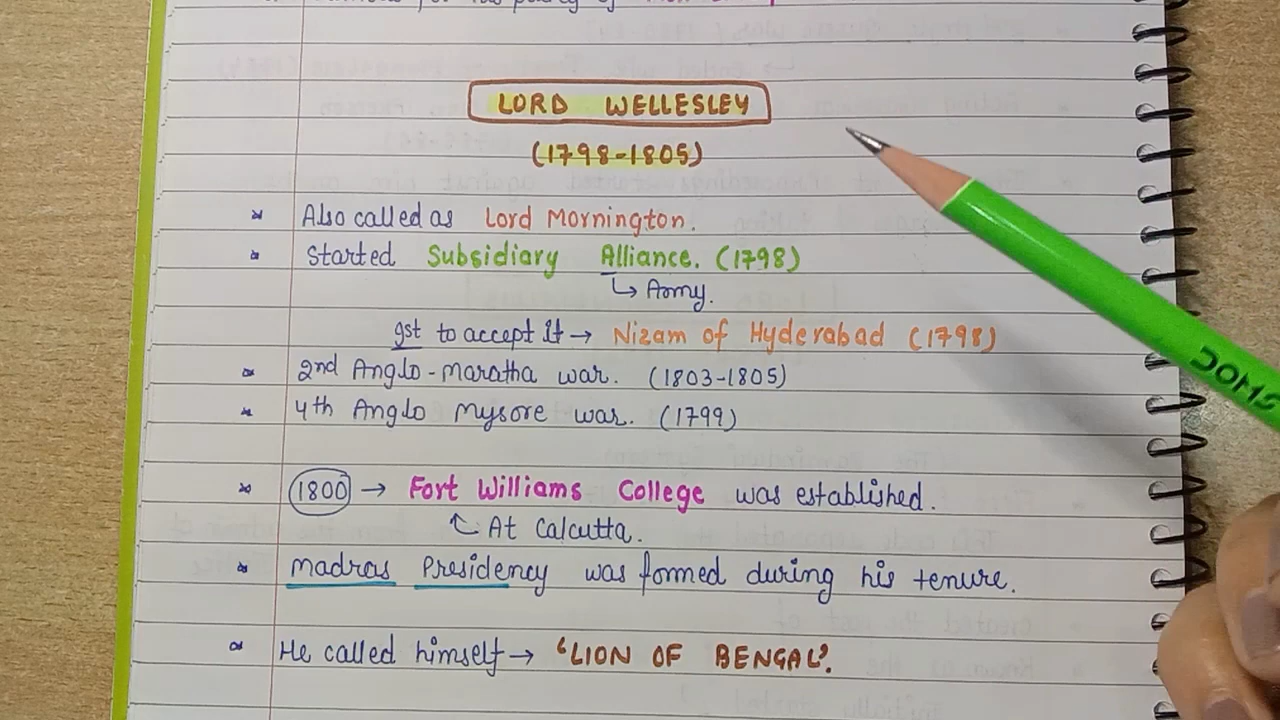 LORD WELLESLEY
(1798-1805)
Also called as Lord Mornington.
Started Subsidiary Alliance. (1798)
↳ Army.
1st to accept it → Nizam of Hyderabad (1798)
2nd Anglo-Maratha war. (1803-1805)
4th Anglo Mysore war. (1799)
1800 → Fort Williams College was established.
At Calcutta.
Madras Presidency was formed during his tenure.
He called himself → 'LION OF BENGAL'.
DOMS